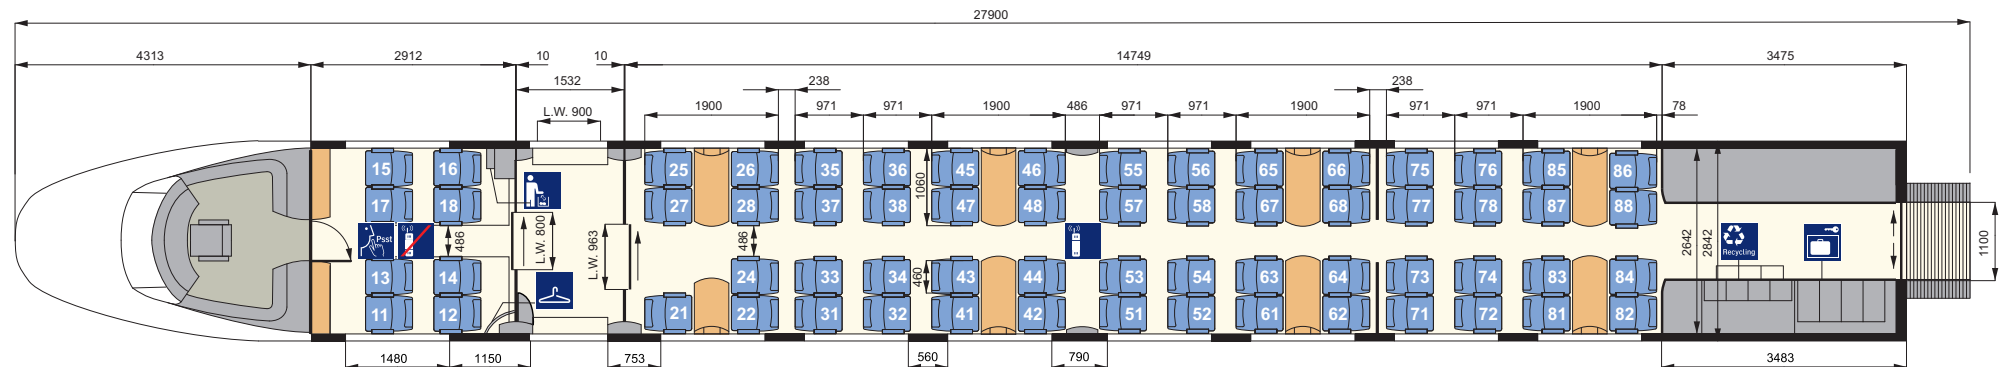 27900
4313 2912 10 10 14749 3475
1532 238 238
L.W. 900 1900 971 971 1900 486 971 971 1900 971 971 1900 78
15 16 25 26 35 36 45 46 55 56 65 66 75 76 85 86
17 18 27 28 37 38 1060 47 48 57 58 67 68 77 78 87 88
Psst 486 L.W. 800 L.W. 963 486 2642 2842 Recycling 1100
13 14 24 33 34 460 43 44 53 54 63 64 73 74 83 84
11 12 21 22 31 32 41 42 51 52 61 62 71 72 81 82
1480 1150 753 560 790 3483